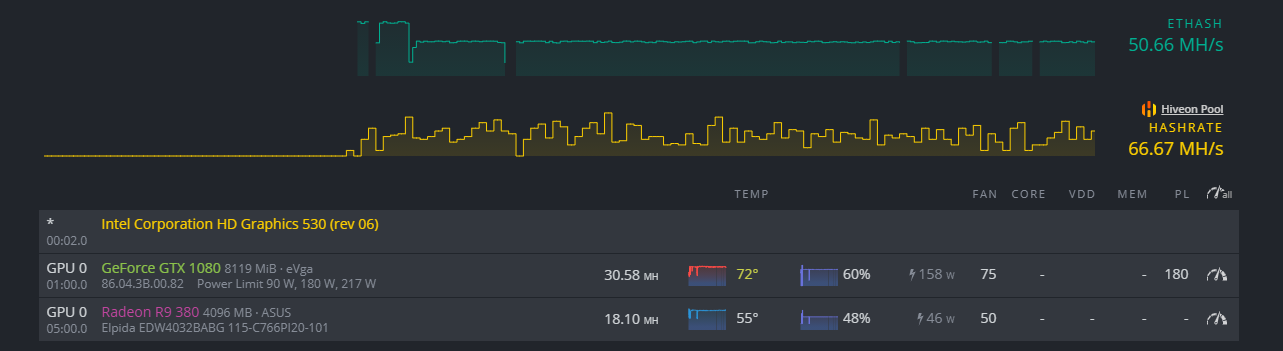 ETHASH
50.66 MH/s
Hiveon Pool
HASHRATE
66.67 MH/s
TEMP FAN CORE VDD MEM PL all
* Intel Corporation HD Graphics 530 (rev 06)
00:02.0
GPU 0 GeForce GTX 1080 8119 MiB · eVga 30.58 MH 72° 60% 158 W 75 - - 180
01:00.0 86.04.3B.00.82 Power Limit 90 W, 180 W, 217 W
GPU 0 Radeon R9 380 4096 MB · ASUS 18.10 MH 55° 48% 46 W 50 - - - -
05:00.0 Elpida EDW4032BABG 115-C766PI20-101